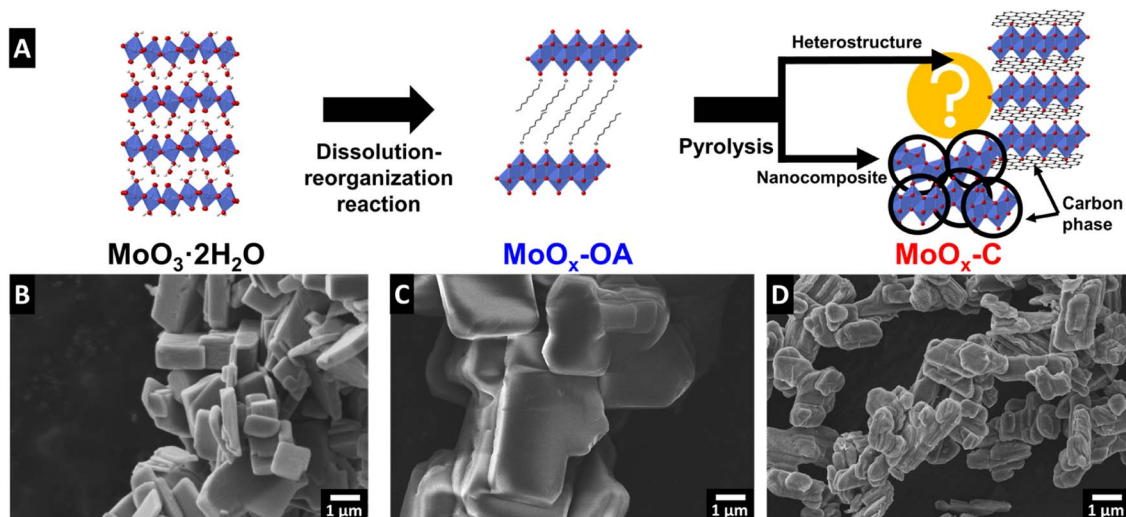 A
Dissolution-
reorganization
reaction
Pyrolysis
Heterostructure
?
Nanocomposite
Carbon
phase
MoO₃·2H₂O
MoOₓ-OA
MoOₓ-C
B
1 µm
C
1 µm
D
1 µm